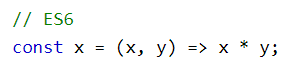 // ES6
const x = (x, y) => x * y;